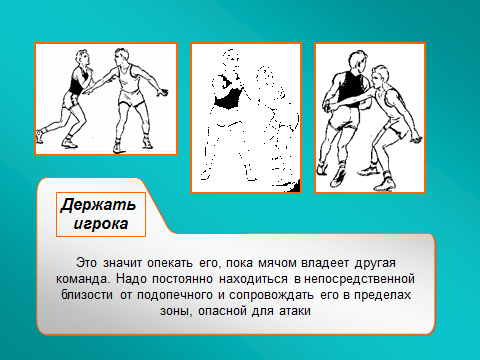 Держать
игрока
Это значит опекать его, пока мячом владеет другая
команда. Надо постоянно находиться в непосредственной
близости от подопечного и сопровождать его в пределах
зоны, опасной для атаки